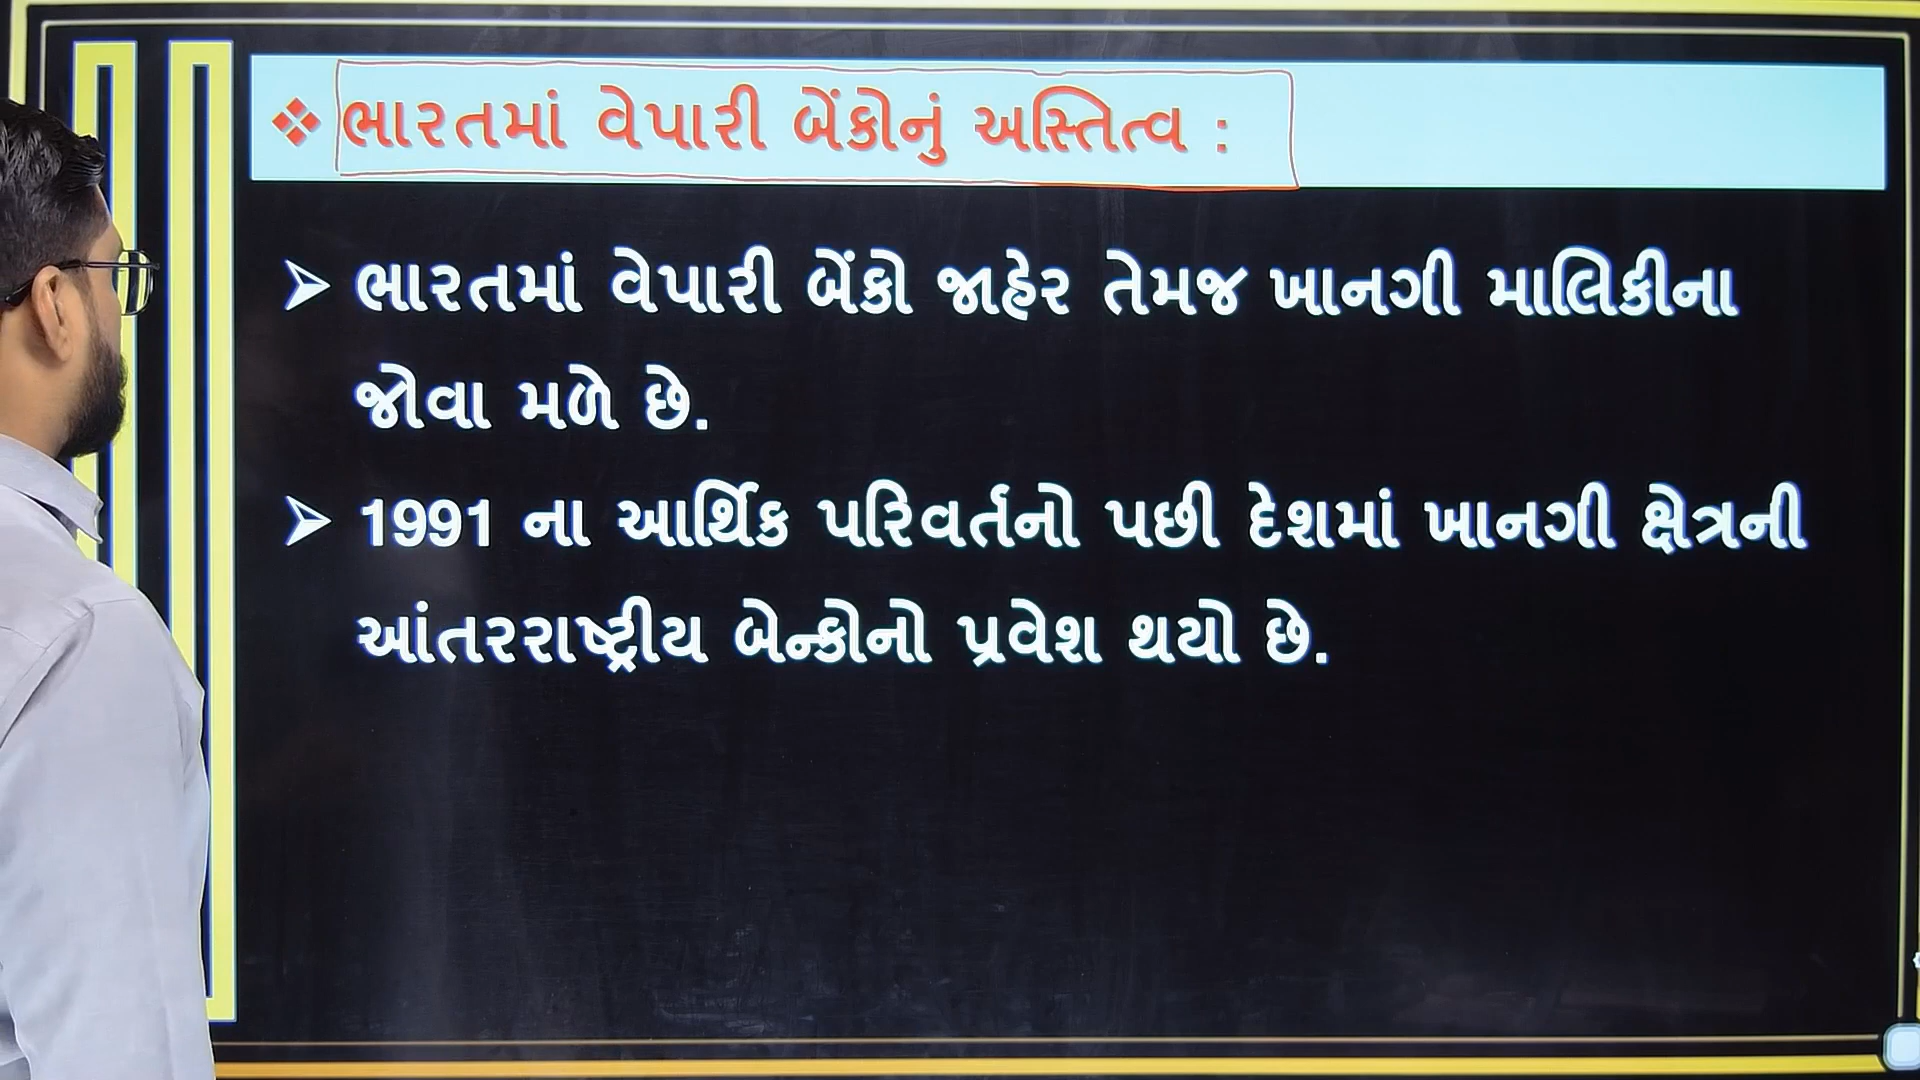 ❖ ભારતમાં વેપારી બેંકોનું અસ્તિત્વ :
➢ ભારતમાં વેપારી બેંકો જાહેર તેમજ ખાનગી માલિકીના
જોવા મળે છે.
➢ 1991 ના આર્થિક પરિવર્તનો પછી દેશમાં ખાનગી ક્ષેત્રની
આંતરરાષ્ટ્રીય બેન્કોનો પ્રવેશ થયો છે.